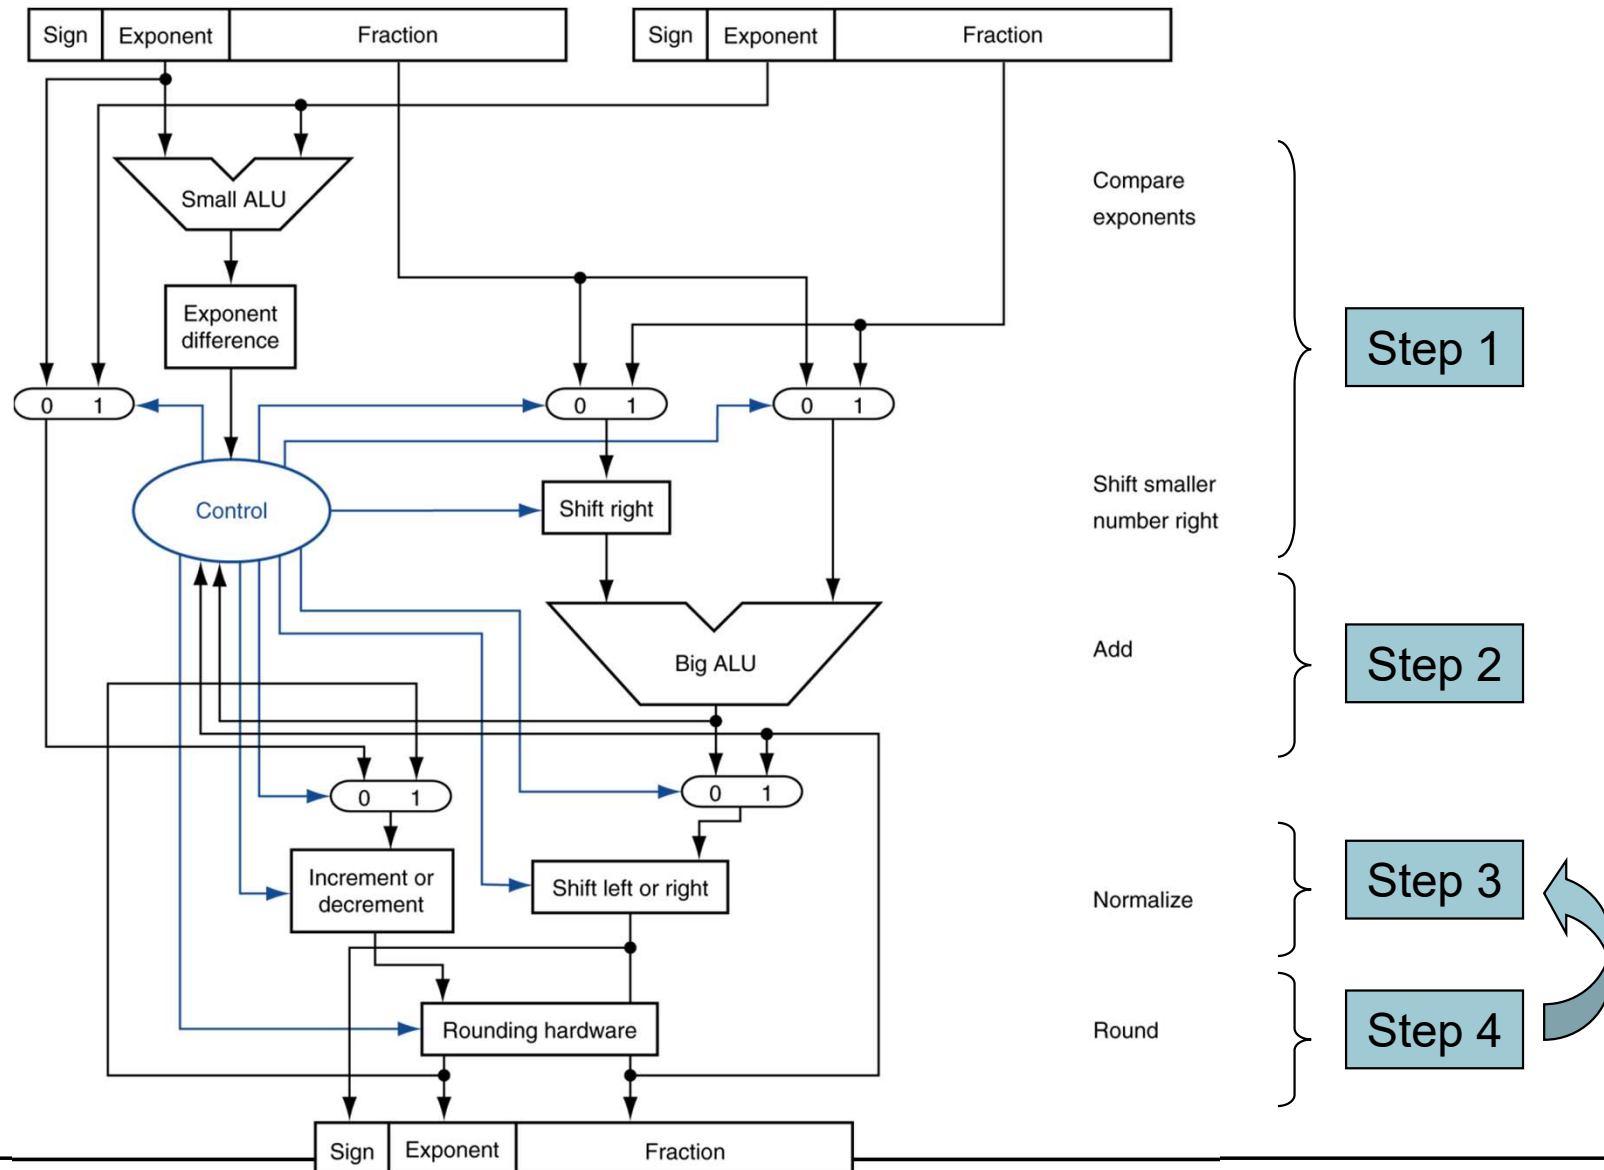 Sign Exponent Fraction
Sign Exponent Fraction
Small ALU
Compare
exponents
Exponent
difference
Step 1
0 1
0 1
0 1
Control
Shift right
Shift smaller
number right
Big ALU
Add
Step 2
0 1
0 1
Increment or
decrement
Shift left or right
Normalize
Step 3
Rounding hardware
Round
Step 4
Sign Exponent Fraction